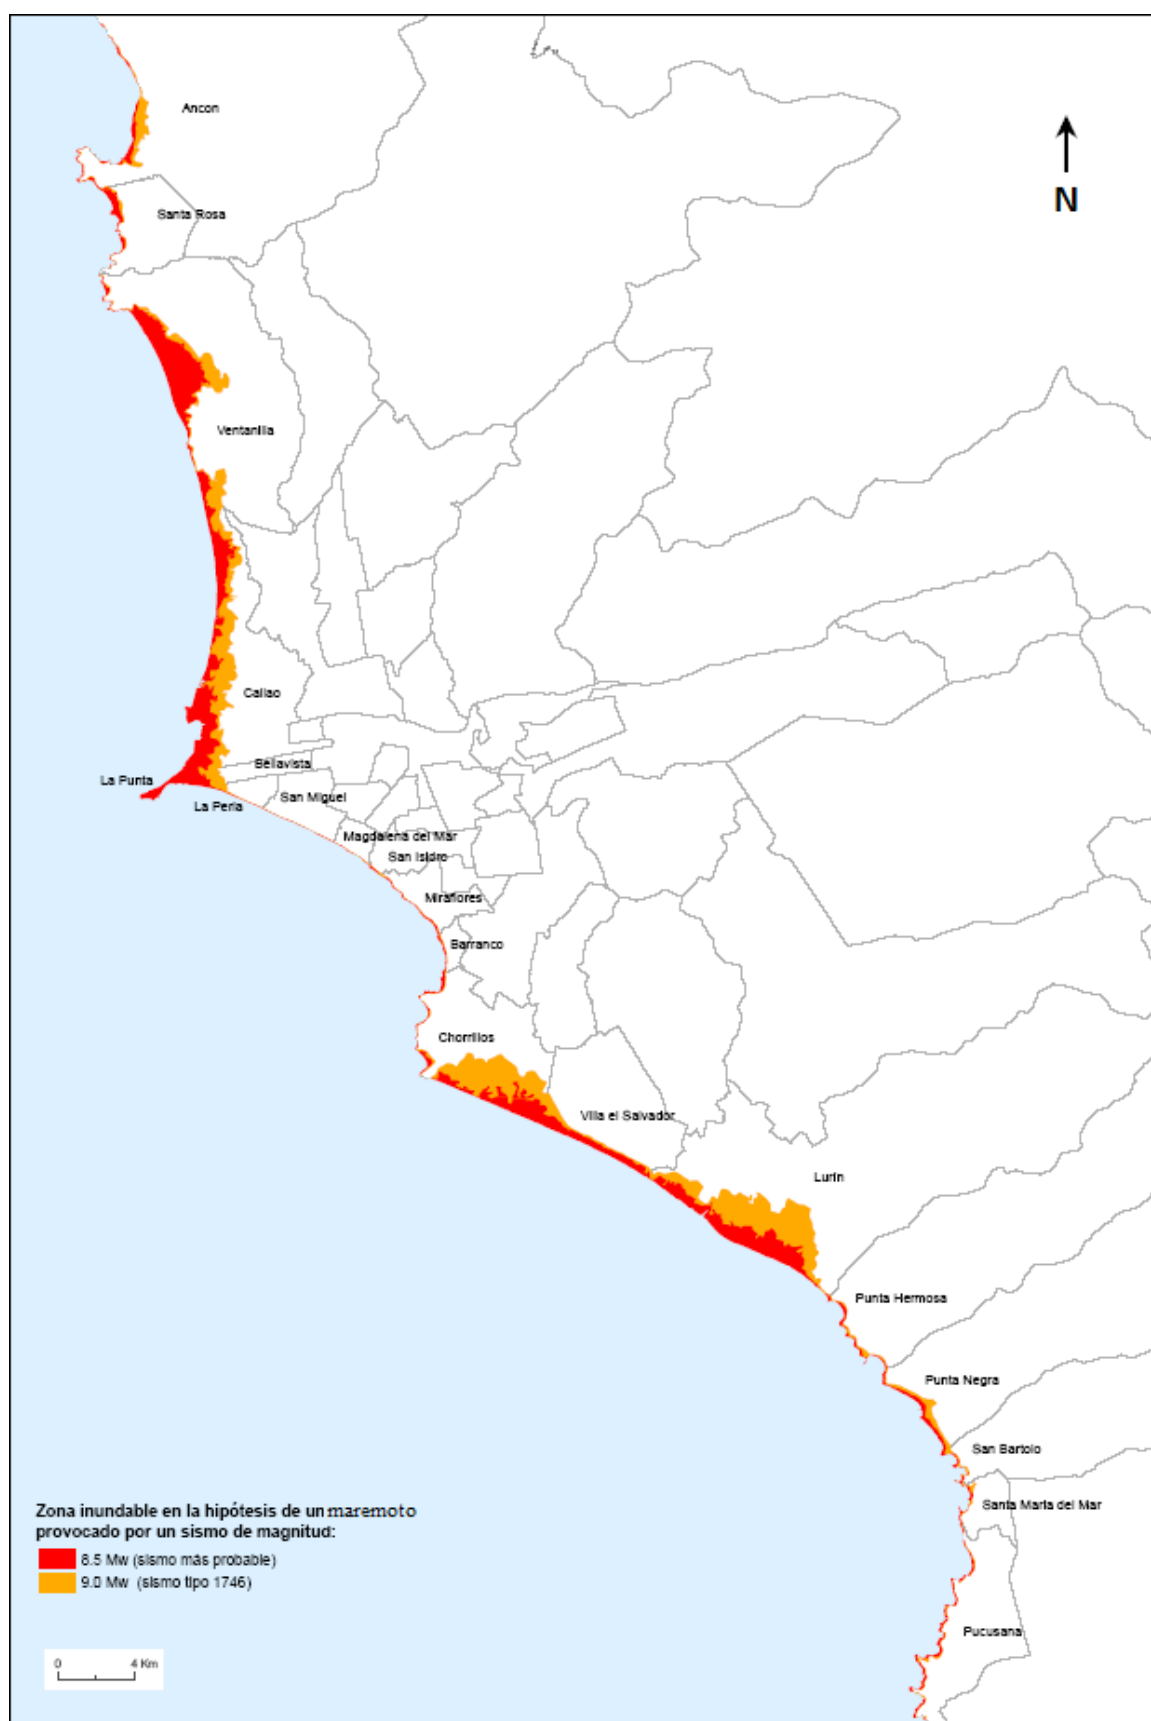 Ancon
N
Santa Rosa
Ventanilla
Callao
Bellavista
La Punta
San Miguel
La Perla
Magdalena del Mar
San Isidro
Miraflores
Barranco
Chorrillos
Villa el Salvador
Lurin
Punta Hermosa
Punta Negra
San Bartolo
Santa María del Mar
Zona inundable en la hipótesis de un maremoto
provocado por un sismo de magnitud:
8.5 Mw (sismo más probable)
9.0 Mw (sismo tipo 1746)
Pucusana
0 4 Km